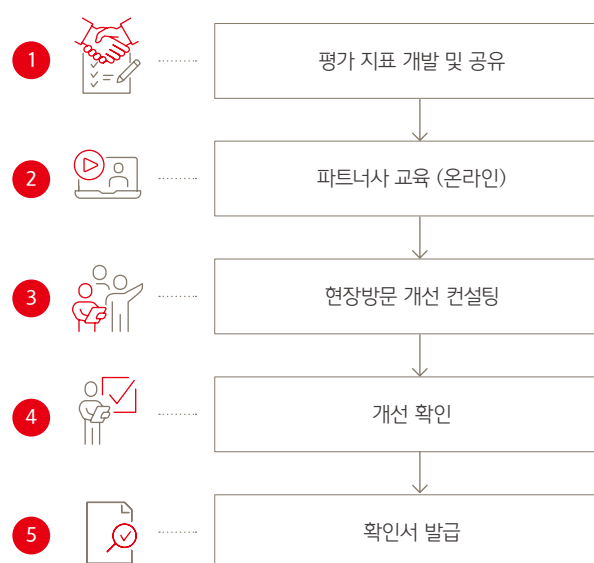 1
평가 지표 개발 및 공유
2
파트너사 교육 (온라인)
3
현장방문 개선 컨설팅
4
개선 확인
5
확인서 발급